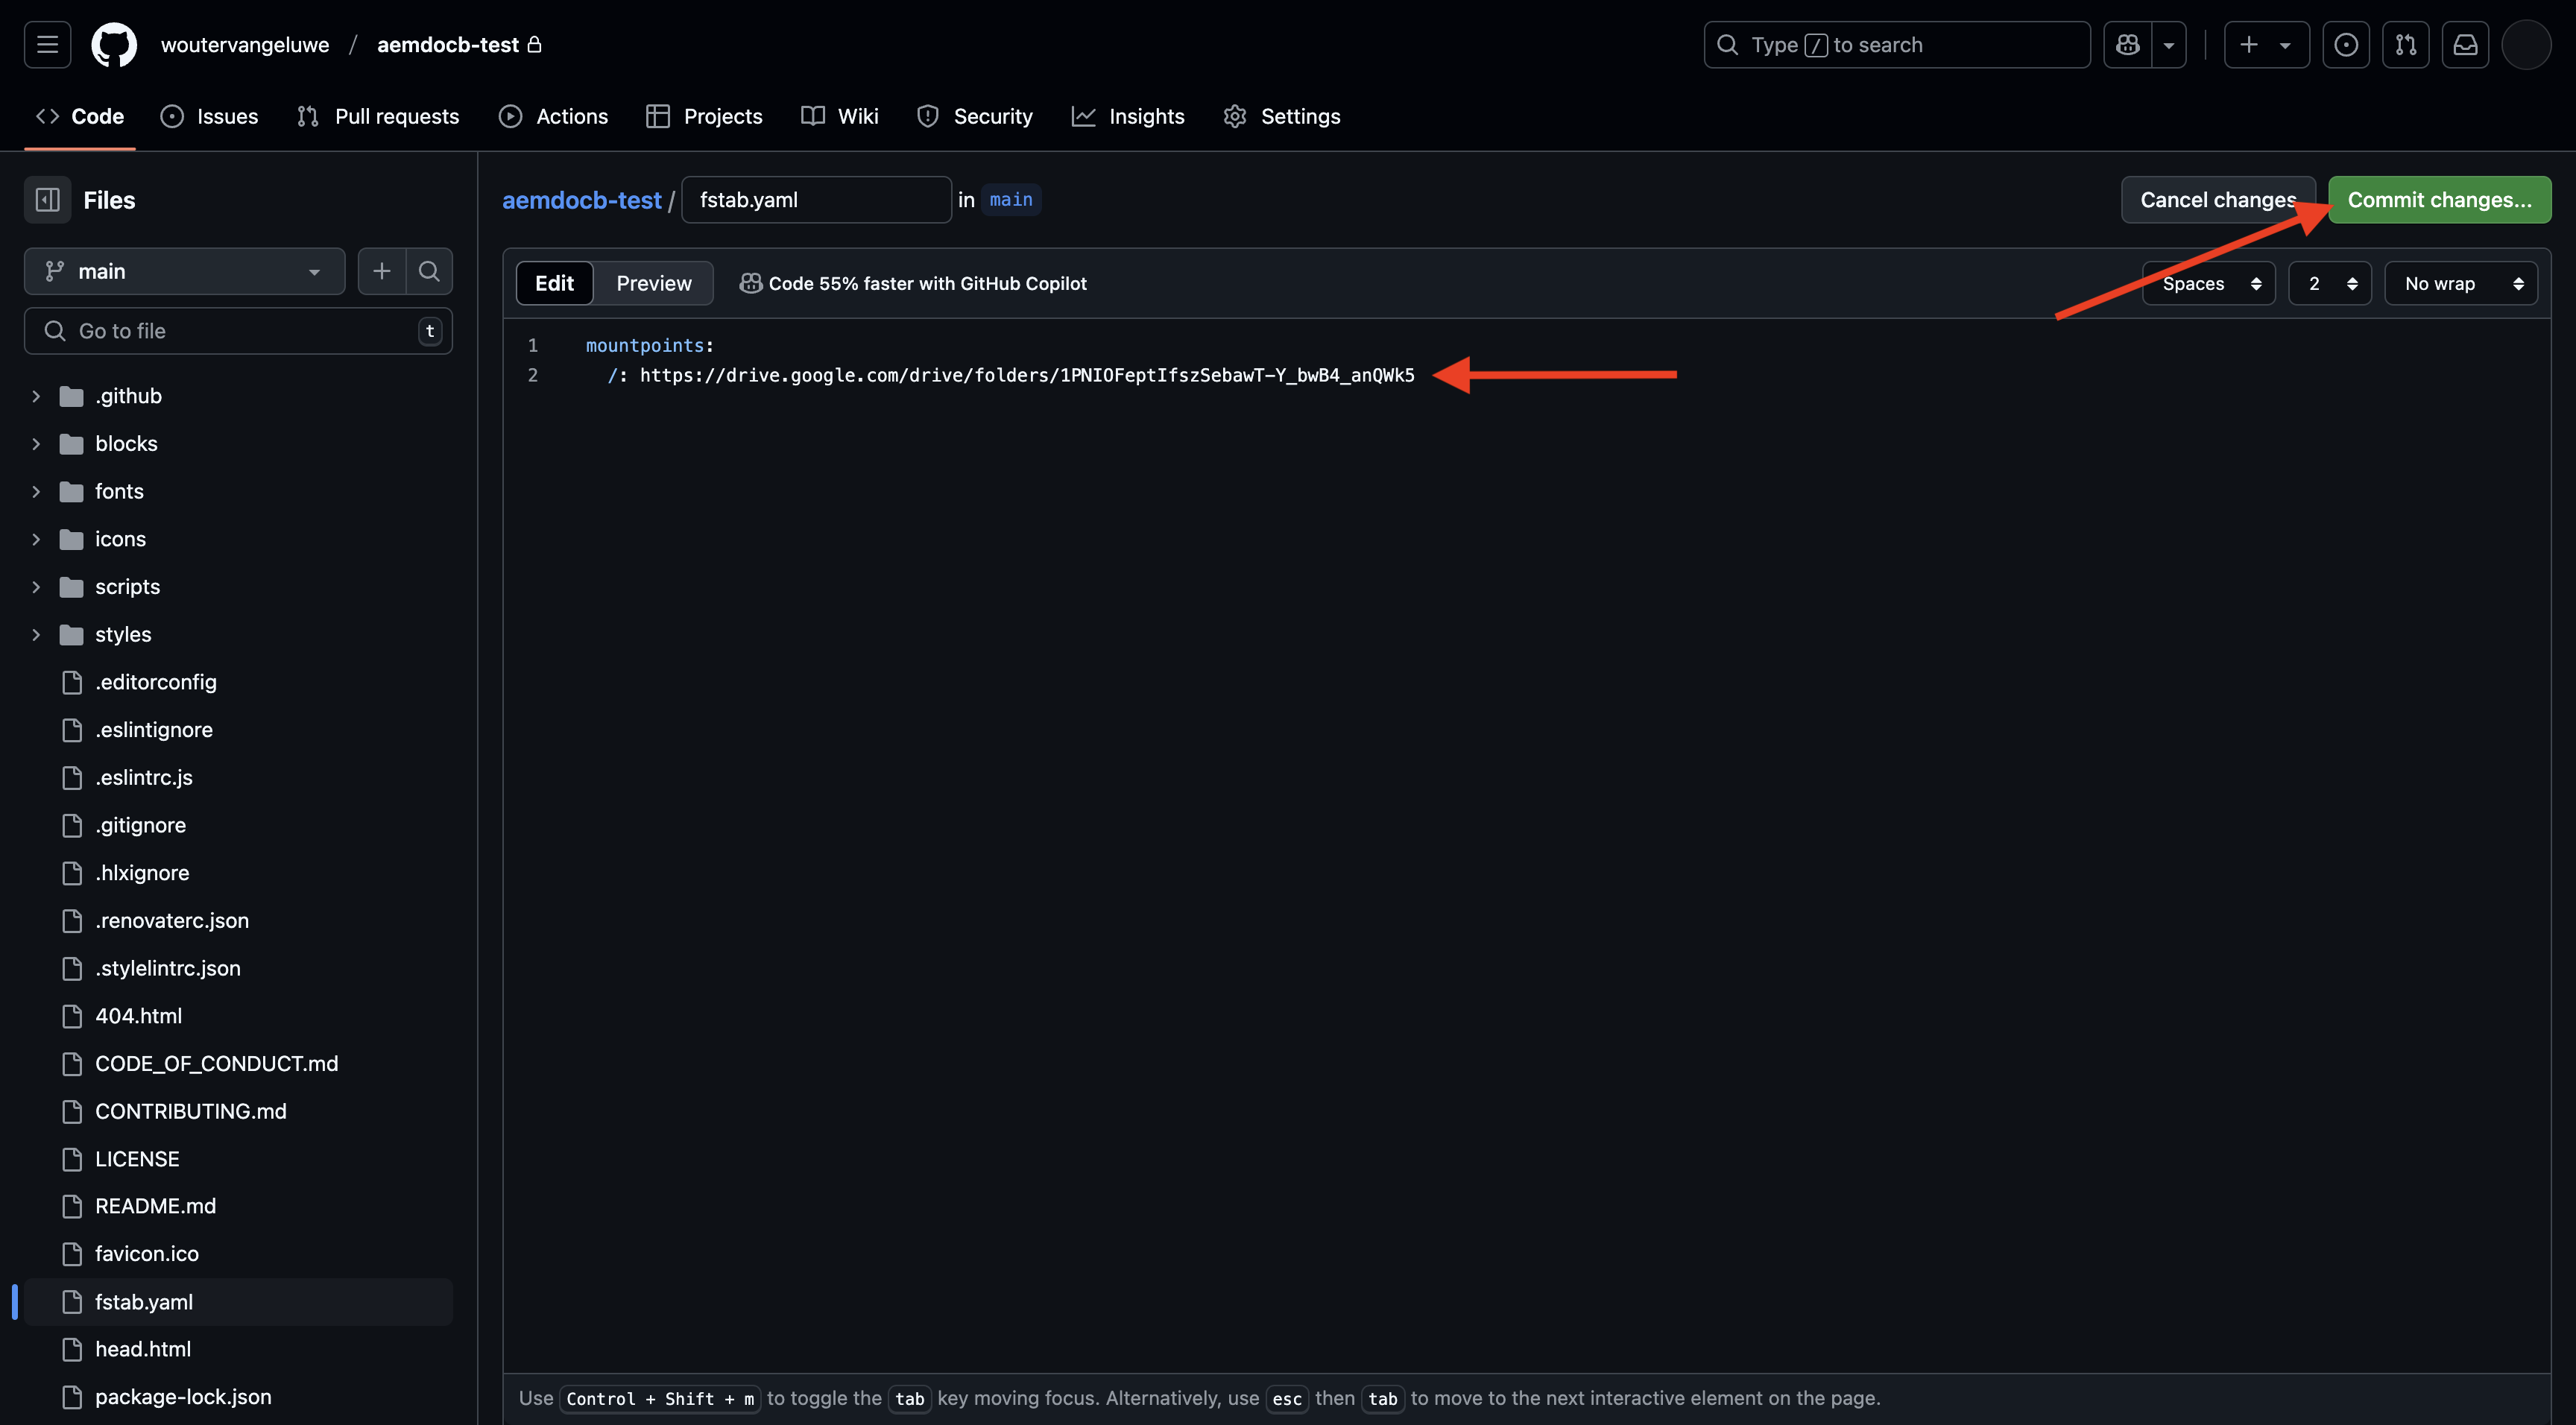 woutervangeluwe / aemdocb-test
Type / to search
Code
Issues
Pull requests
Actions
Projects
Wiki
Security
Insights
Settings
Files
main
Go to file
t
.github
blocks
fonts
icons
scripts
styles
.editorconfig
.eslintignore
.eslintrc.js
.gitignore
.hlxignore
.renovaterc.json
.stylelintrc.json
404.html
CODE_OF_CONDUCT.md
CONTRIBUTING.md
LICENSE
README.md
favicon.ico
fstab.yaml
head.html
package-lock.json
aemdocb-test / fstab.yaml in main
Cancel changes
Commit changes...
Edit
Preview
Code 55% faster with GitHub Copilot
Spaces
2
No wrap
1 mountpoints:
2 /: https://drive.google.com/drive/folders/1PNIOFeptIfszSebawT-Y_bwB4_anQWk5
Use Control + Shift + m to toggle the tab key moving focus. Alternatively, use esc then tab to move to the next interactive element on the page.